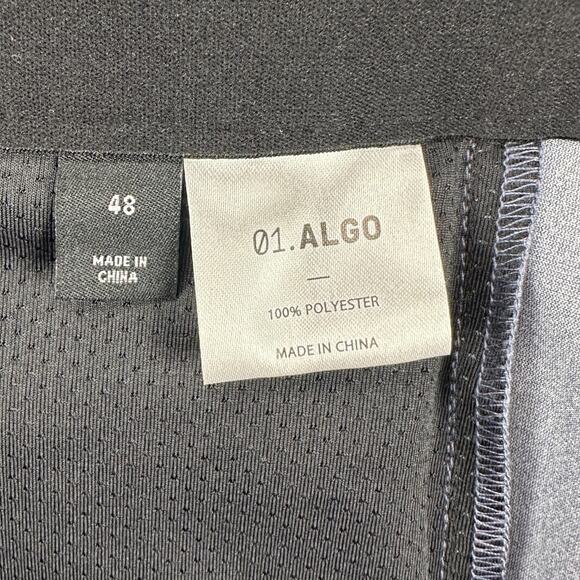 48
MADE IN
CHINA
01.ALGO
—
100% POLYESTER
MADE IN CHINA